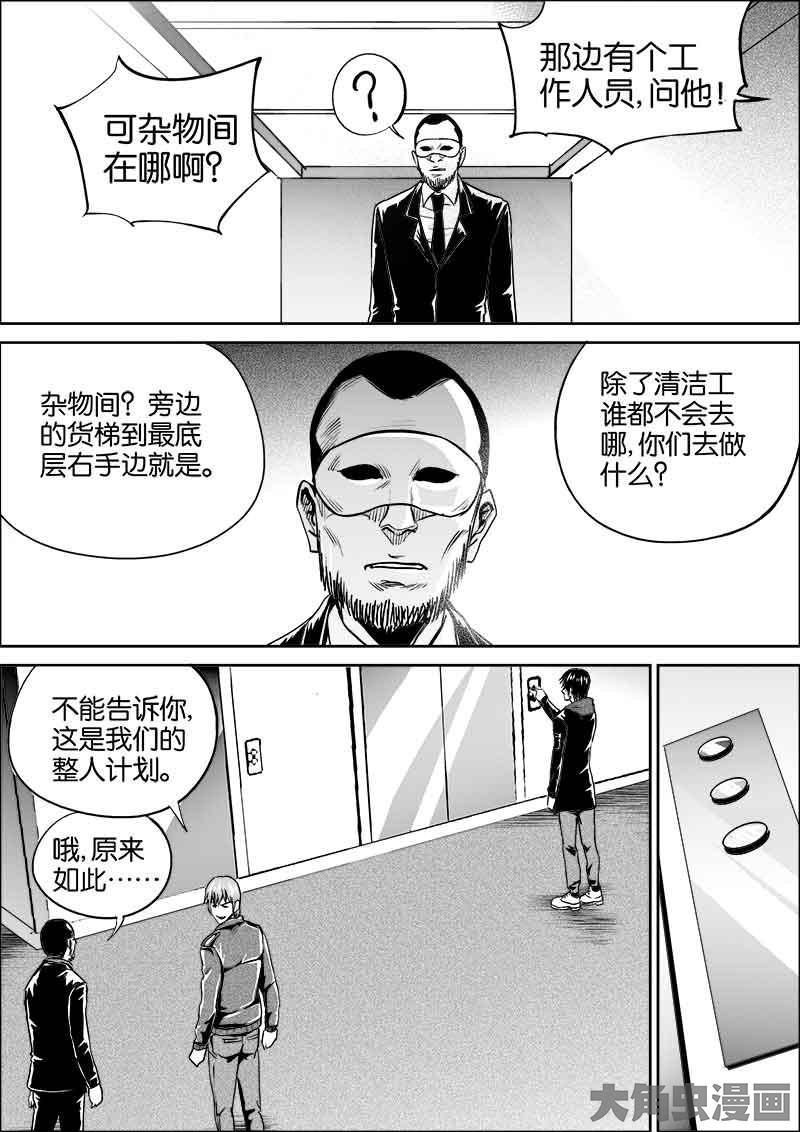 可杂物间
在哪啊？
？
那边有个工
作人员，问他！
杂物间？旁边
的货梯到最底
层右手边就是。
除了清洁工
谁都不会去
哪，你们去做
什么？
不能告诉你，
这是我们的
整人计划。
哦，原来
如此……
大角虫漫画